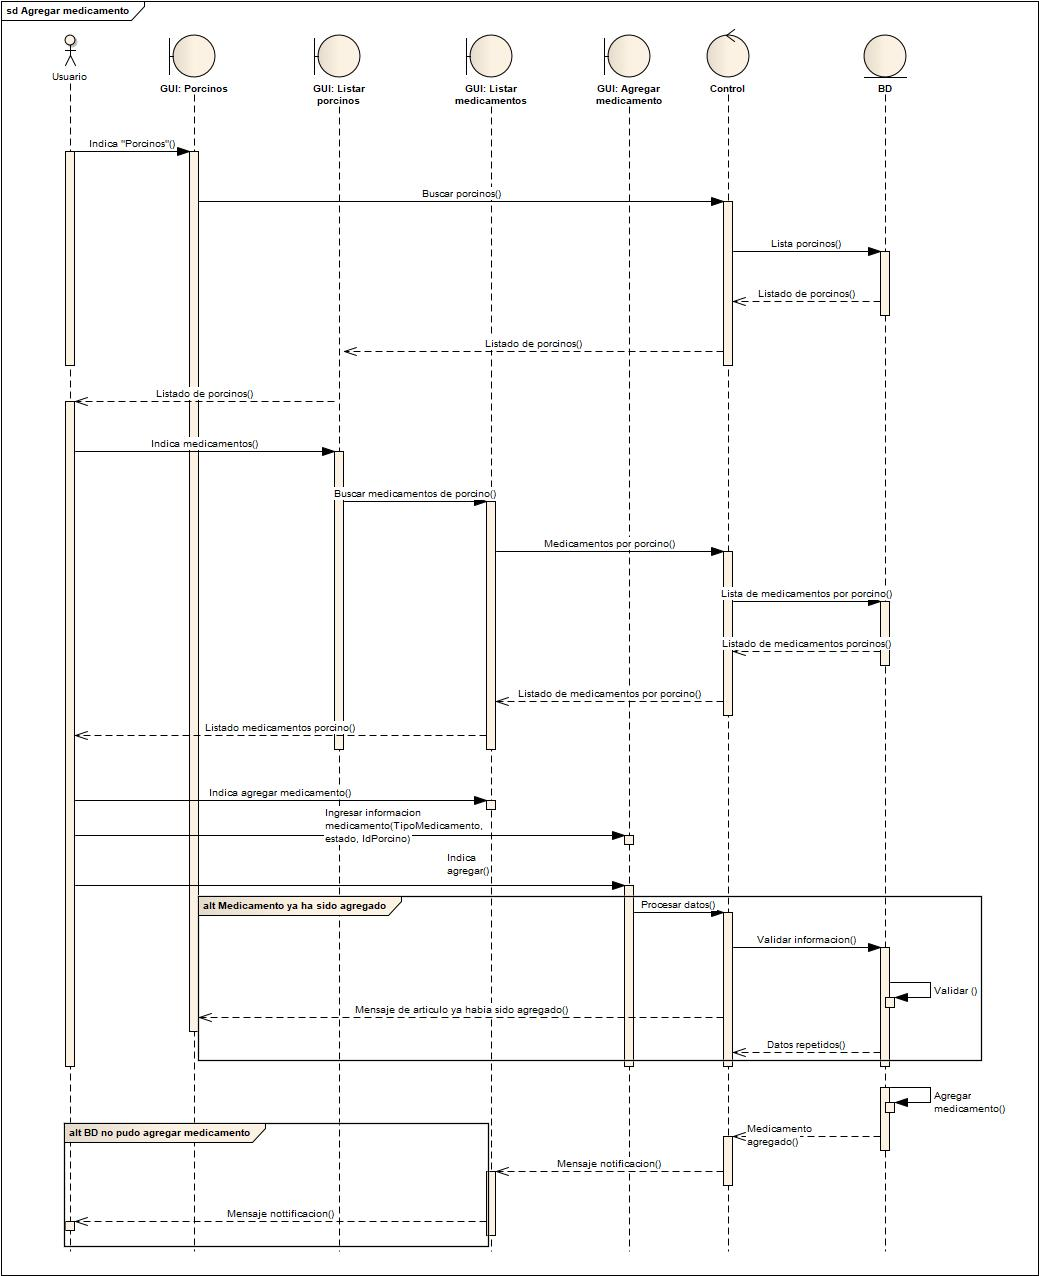 sd Agregar medicamento
Usuario
GUI: Porcinos
GUI: Listar
porcinos
GUI: Listar
medicamentos
GUI: Agregar
medicamento
Control
BD
Indica "Porcinos"()
Buscar porcinos()
Lista porcinos()
Listado de porcinos()
Listado de porcinos()
Listado de porcinos()
Indica medicamentos()
Buscar medicamentos de porcino()
Medicamentos por porcino()
Lista de medicamentos por porcino()
Listado de medicamentos porcinos()
Listado de medicamentos por porcino()
Listado medicamentos porcino()
Indica agregar medicamento()
Ingresar informacion
medicamento(TipoMedicamento,
estado, IdPorcino)
Indica
agregar()
alt Medicamento ya ha sido agregado
Procesar datos()
Validar informacion()
Validar ()
Mensaje de articulo ya habia sido agregado()
Datos repetidos()
Agregar
medicamento()
alt BD no pudo agregar medicamento
Medicamento
agregado()
Mensaje notificacion()
Mensaje nottificacion()